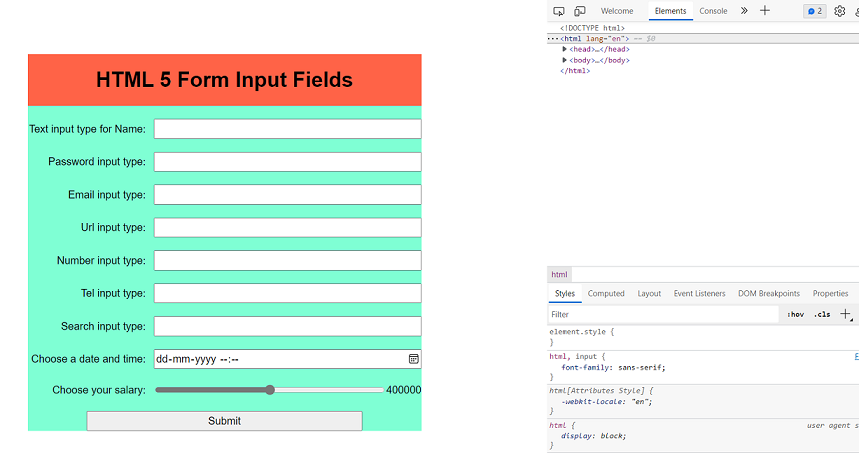 HTML 5 Form Input Fields
Text input type for Name:
Password input type:
Email input type:
Url input type:
Number input type:
Tel input type:
Search input type:
Choose a date and time: dd-mm-yyyy --:--
Choose your salary: 400000
Submit
Welcome Elements Console 2
<!DOCTYPE html>
···<html lang="en"> == $0
<head>…</head>
<body>…</body>
</html>
html
Styles Computed Layout Event Listeners DOM Breakpoints Properties
Filter :hov .cls
element.style {
}
html, input {
font-family: sans-serif;
}
html[Attributes Style] {
-webkit-locale: "en";
}
html { user agent s
display: block;
}